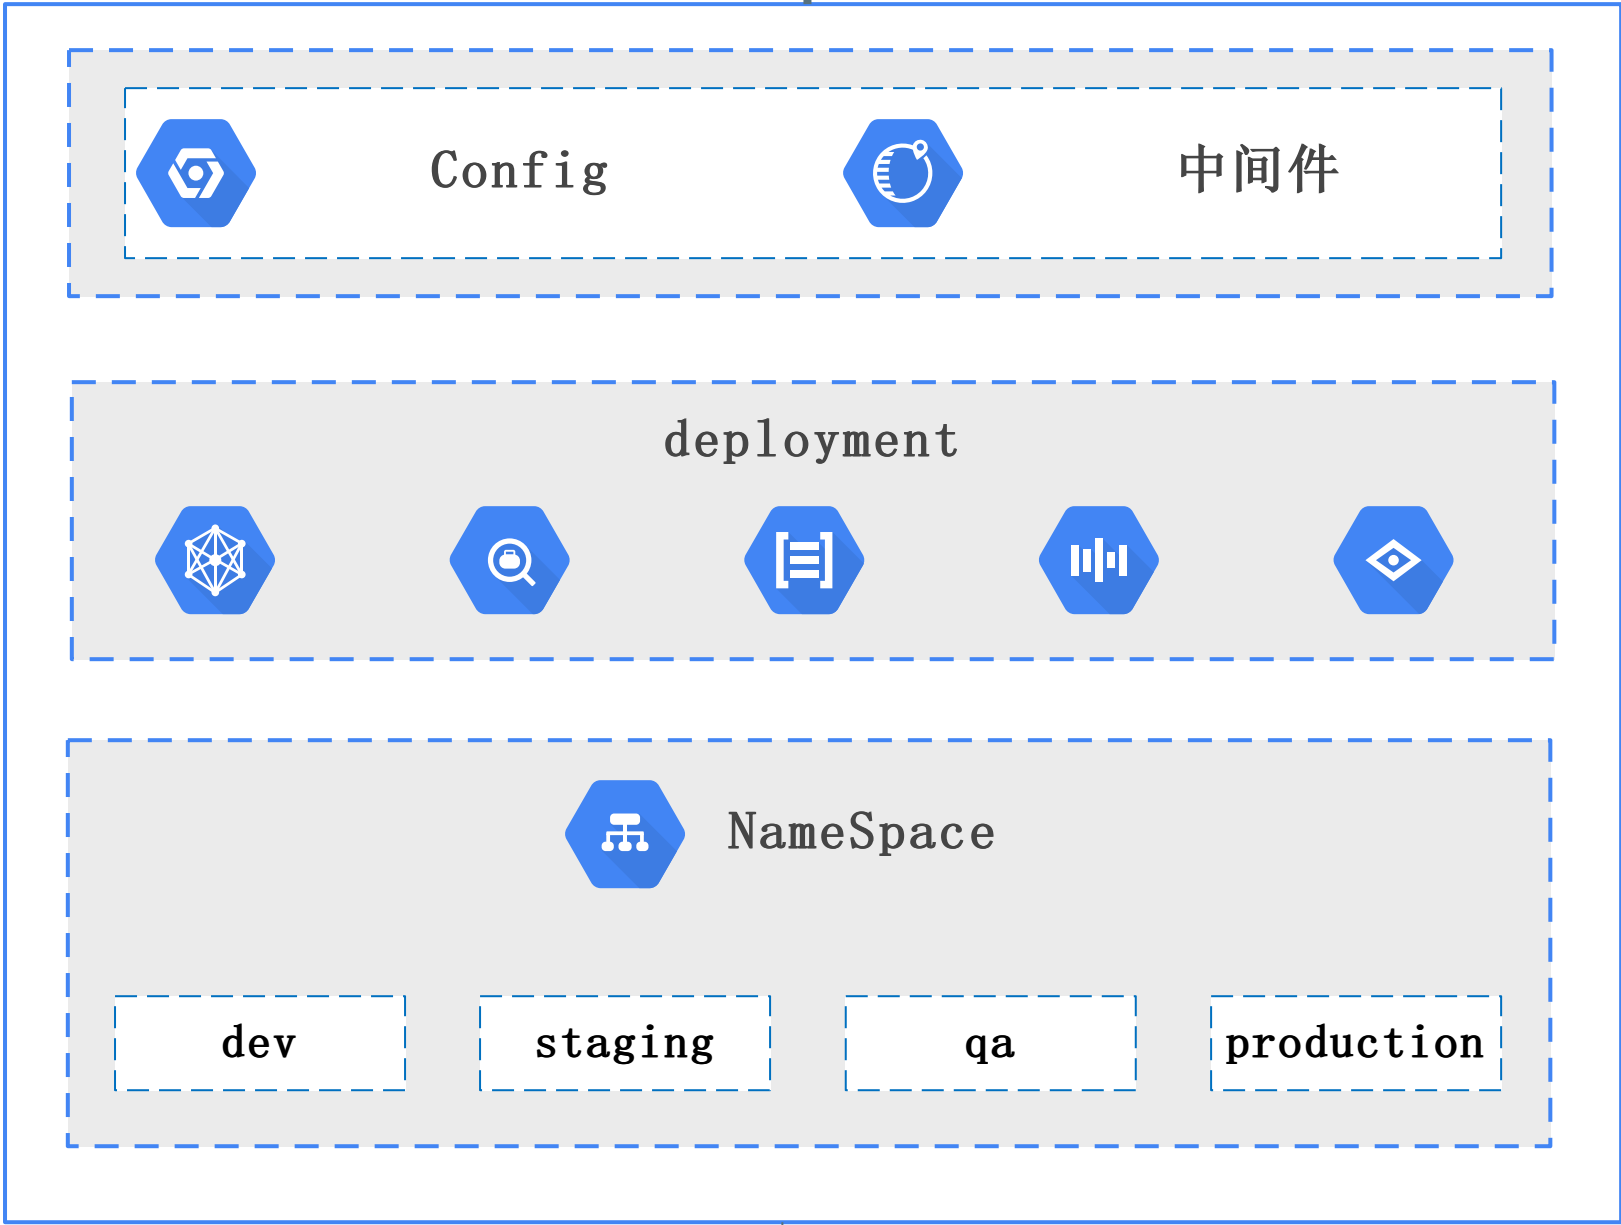 Config
中间件
deployment
NameSpace
dev
staging
qa
production